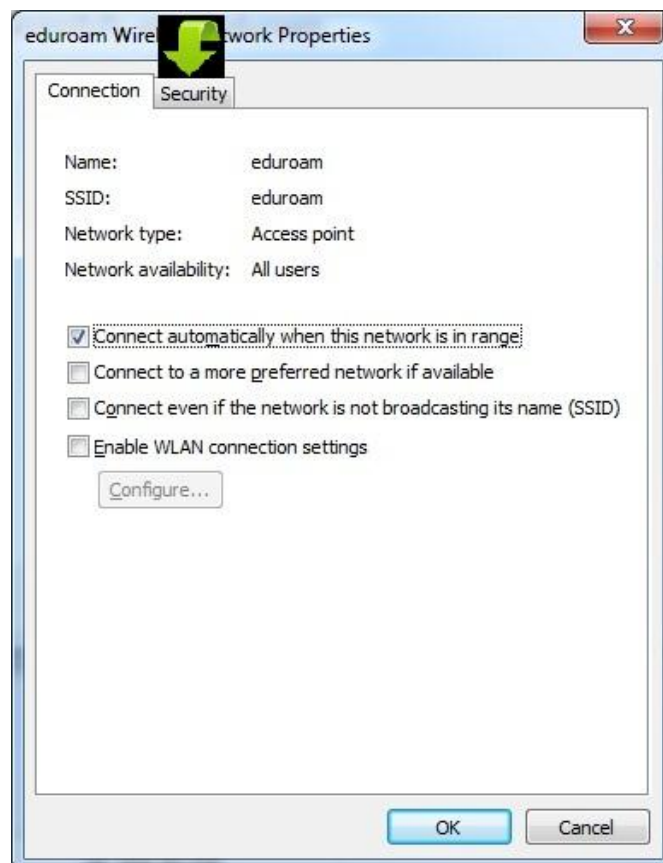 eduroam Wirel twork Properties
Connection Security
Name: eduroam
SSID: eduroam
Network type: Access point
Network availability: All users
Connect automatically when this network is in range
Connect to a more preferred network if available
Connect even if the network is not broadcasting its name (SSID)
Enable WLAN connection settings
Configure...
OK Cancel